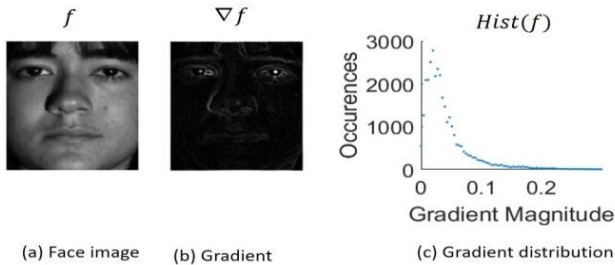 f
∇f
Hist(f)
3000
2000
1000
0
Occurences
0
0.1
0.2
Gradient Magnitude
(a) Face image
(b) Gradient
(c) Gradient distribution